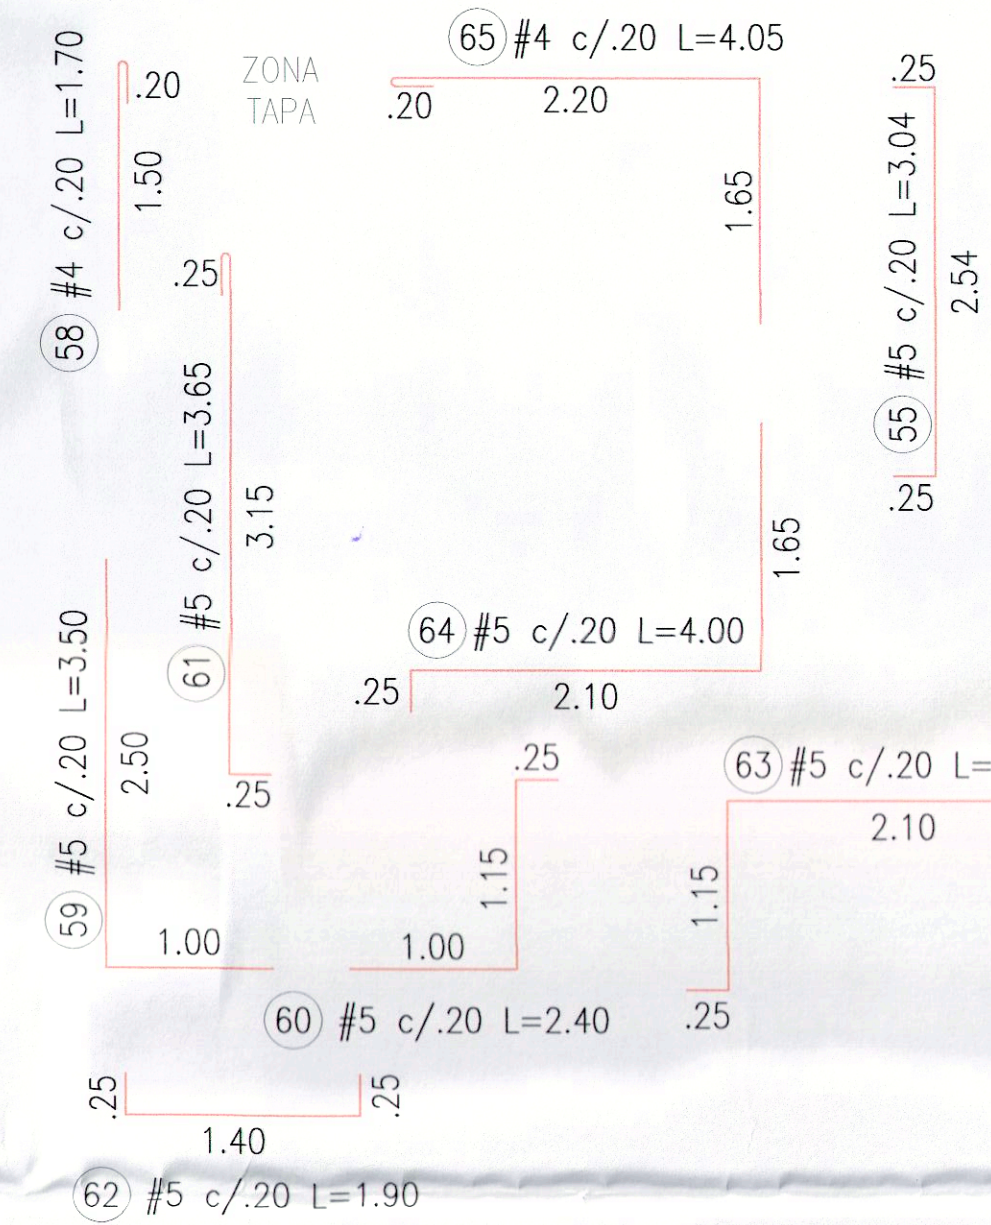 65 #4 c/.20 L=4.05
.20
2.20
1.65
ZONA
TAPA
58 #4 c/.20 L=1.70
.20
1.50
.25
55 #5 c/.20 L=3.04
2.54
.25
61 #5 c/.20 L=3.65
.25
3.15
.25
1.65
64 #5 c/.20 L=4.00
.25
2.10
59 #5 c/.20 L=3.50
2.50
1.00
.25
1.15
1.00
60 #5 c/.20 L=2.40
63 #5 c/.20 L=
2.10
1.15
.25
.25
.25
1.40
62 #5 c/.20 L=1.90